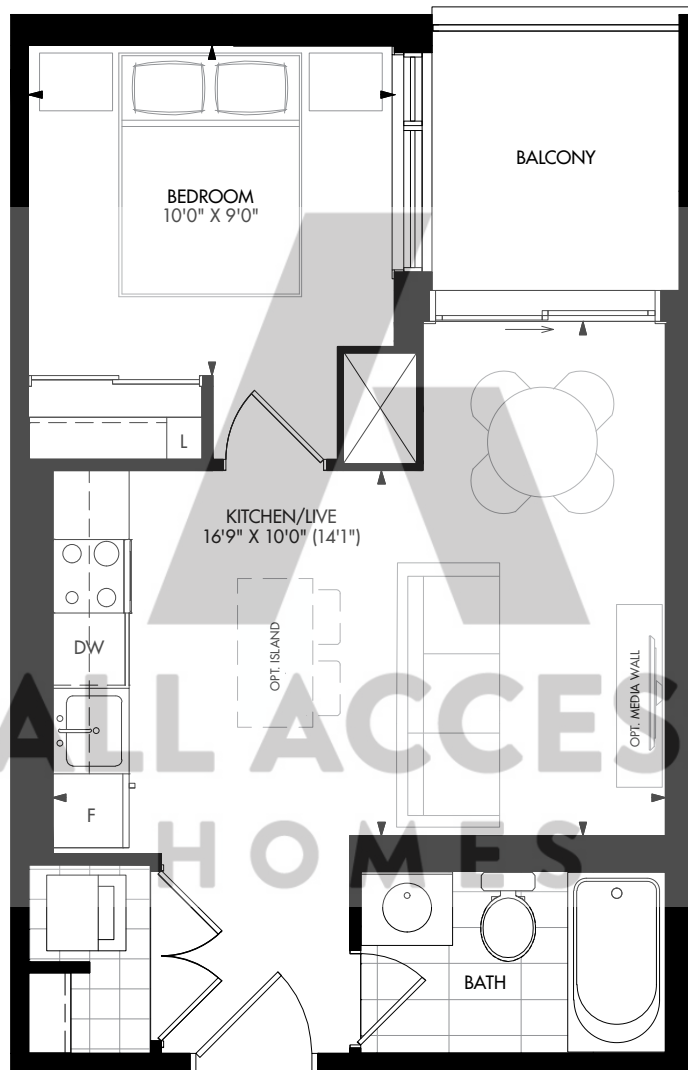 BALCONY
BEDROOM
10'0" X 9'0"
L
KITCHEN/LIVE
16'9" X 10'0" (14'1")
DW
OPT. ISLAND
OPT. MEDIA WALL
ALL ACCES
F
HOMES
BATH